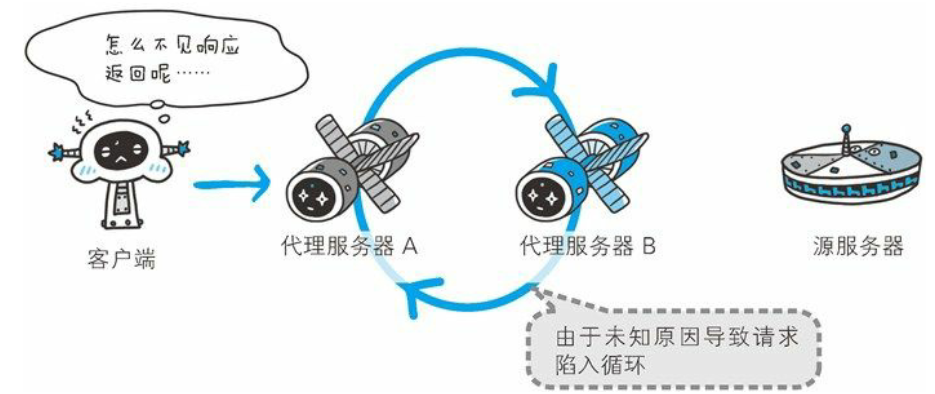 怎么不见响应
返回呢……
客户端
代理服务器 A
代理服务器 B
源服务器
由于未知原因导致请求
陷入循环